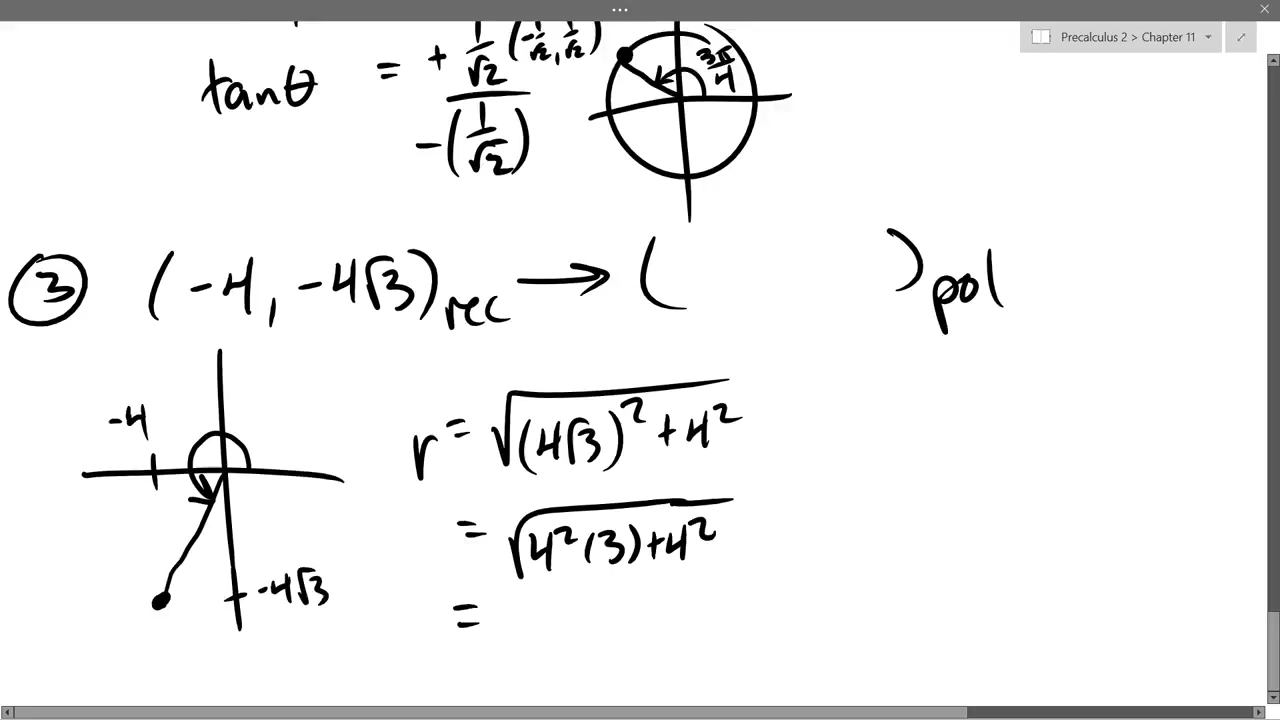 Precalculus 2 > Chapter 11
tanθ = + 1/√2 / -(1/√2)
(-1/√2, 1/√2)
3π/4
③ (-4, -4√3)rec → ( )pol
-4
-4√3
r = √((4√3)² + 4²)
= √(4²(3) + 4²)
=